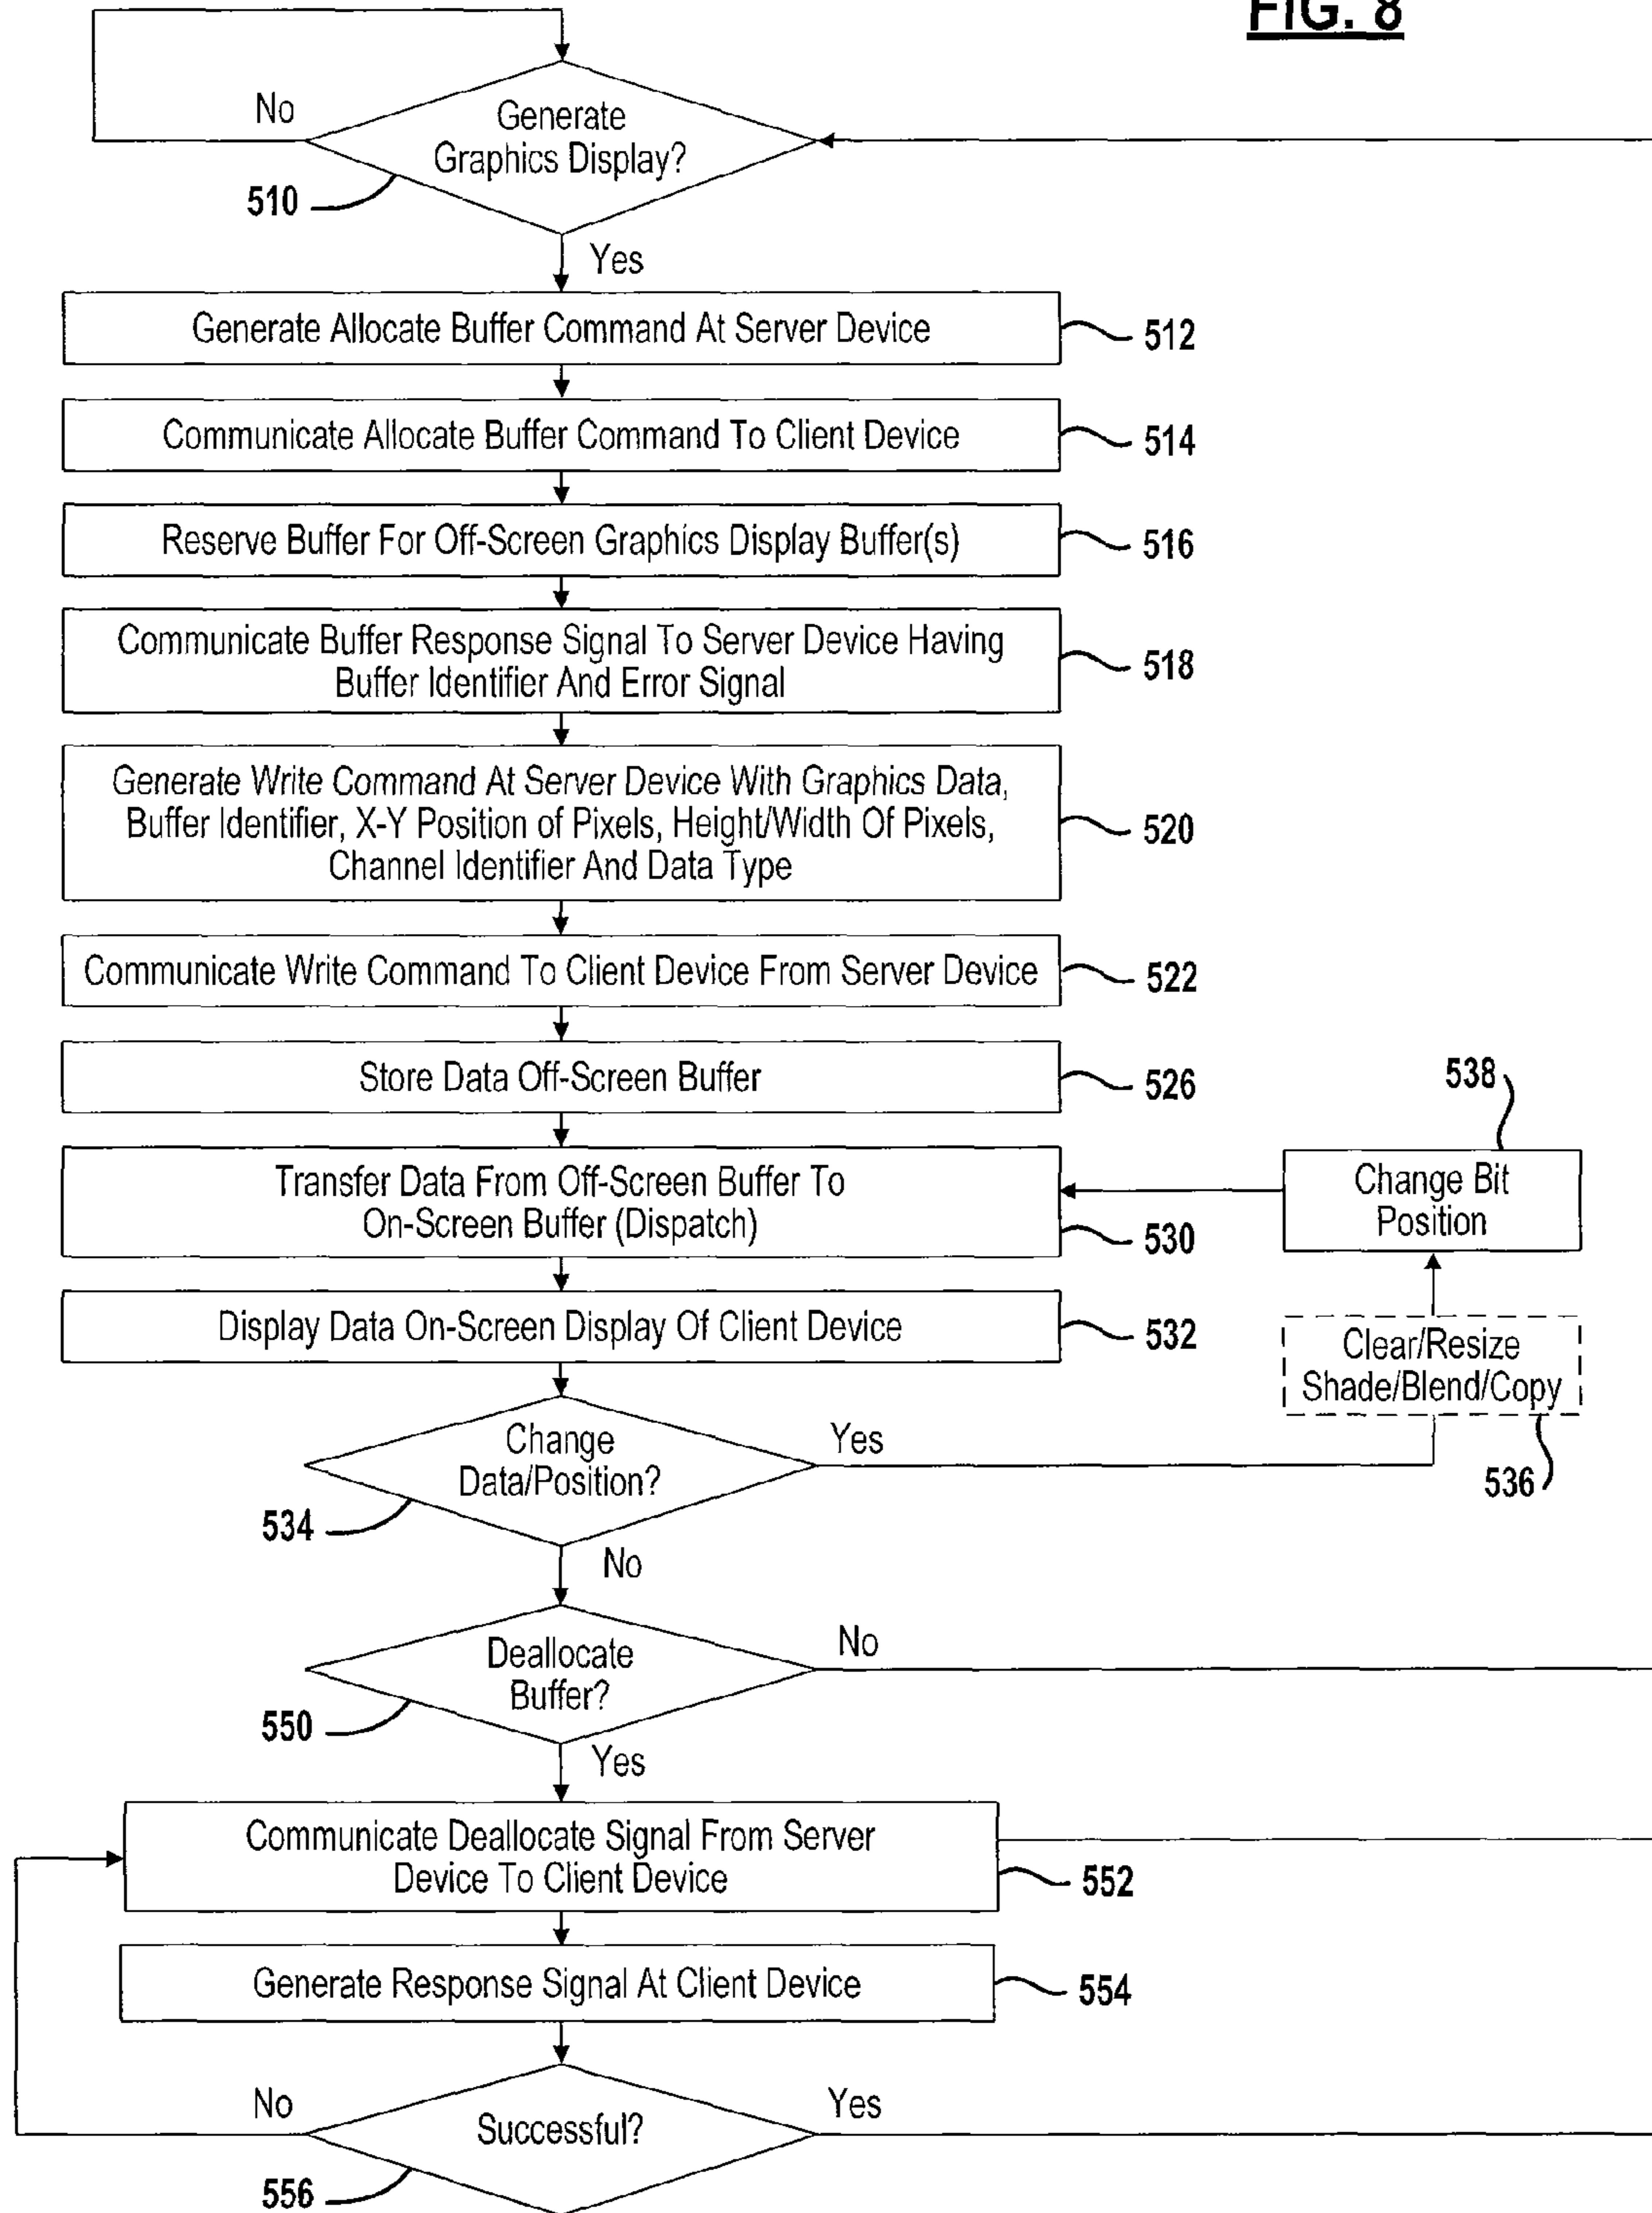 FIG. 8
No
Generate
Graphics Display?
510
Yes
Generate Allocate Buffer Command At Server Device
512
Communicate Allocate Buffer Command To Client Device
514
Reserve Buffer For Off-Screen Graphics Display Buffer(s)
516
Communicate Buffer Response Signal To Server Device Having
Buffer Identifier And Error Signal
518
Generate Write Command At Server Device With Graphics Data,
Buffer Identifier, X-Y Position of Pixels, Height/Width Of Pixels,
Channel Identifier And Data Type
520
Communicate Write Command To Client Device From Server Device
522
Store Data Off-Screen Buffer
526
538
Transfer Data From Off-Screen Buffer To
On-Screen Buffer (Dispatch)
530
Change Bit
Position
Display Data On-Screen Display Of Client Device
532
Clear/Resize
Shade/Blend/Copy
536
Change
Data/Position?
Yes
534
No
Deallocate
Buffer?
No
550
Yes
Communicate Deallocate Signal From Server
Device To Client Device
552
Generate Response Signal At Client Device
554
No
Successful?
Yes
556